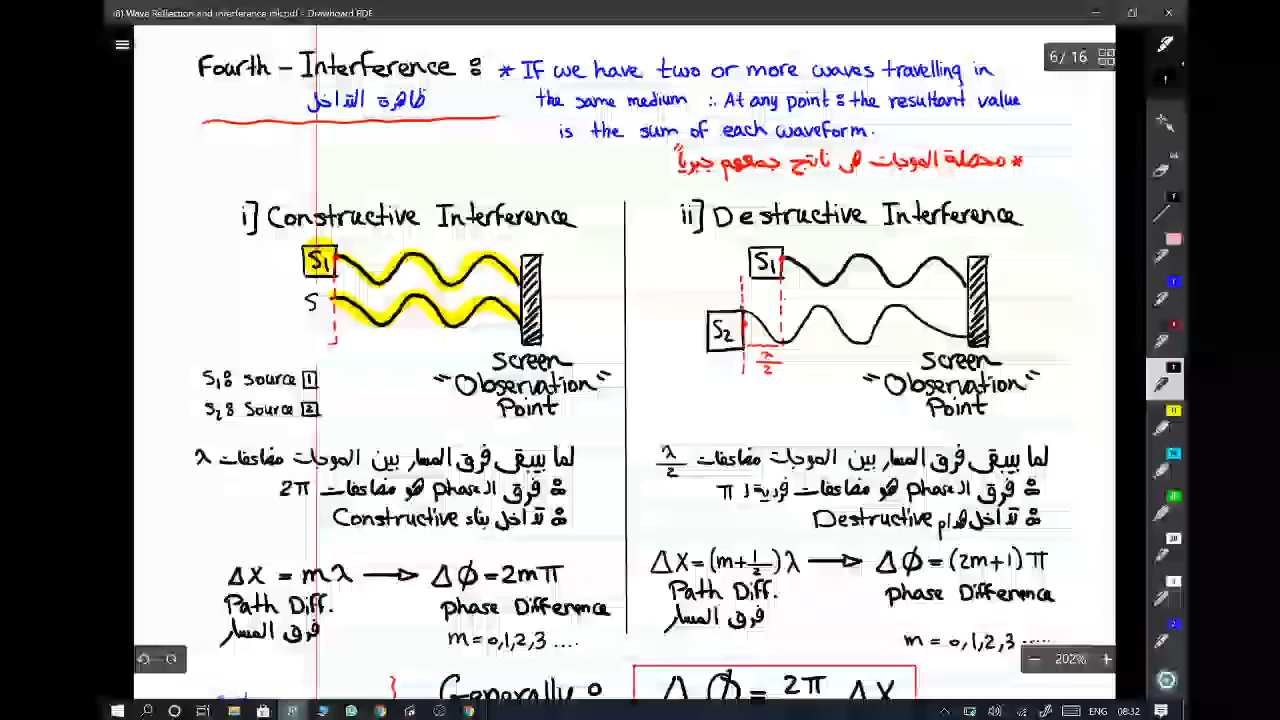 (8) Wave Reflection and interference mlc.pdf - Drawboard PDF
6 / 16
Fourth - Interference :
ظاهرة التداخل
* IF we have two or more waves travelling in
the same medium ∴ At any point : the resultant value
is the sum of each waveform.
* محصلة الموجات هى ناتج جمعهم جبرياً"
i] Constructive Interference
S1
S
Screen
"Observation"
Point
S1: Source 1
S2: Source 2
لما يبقى فرق المسار بين الموجات مضاعفات λ
∴ فرق الـ phase هو مضاعفات 2π
∴ تداخل بناء Constructive
ΔX = mλ → ΔΦ = 2mπ
Path Diff. phase Difference
فرق المسار
m = 0,1,2,3 ....
ii] Destructive Interference
S1
S2
λ/2
Screen
"Observation"
Point
لما يبقى فرق المسار بين الموجات مضاعفات λ/2
∴ فرق الـ phase هو مضاعفات فردية لـ π
∴ تداخل هدام Destructive
ΔX = (m+1/2)λ → ΔΦ = (2m+1)π
Path Diff. phase Difference
فرق المسار
m = 0,1,2,3 .....
Generally :
ΔΦ = 2π ΔX
202%
ENG 08:32